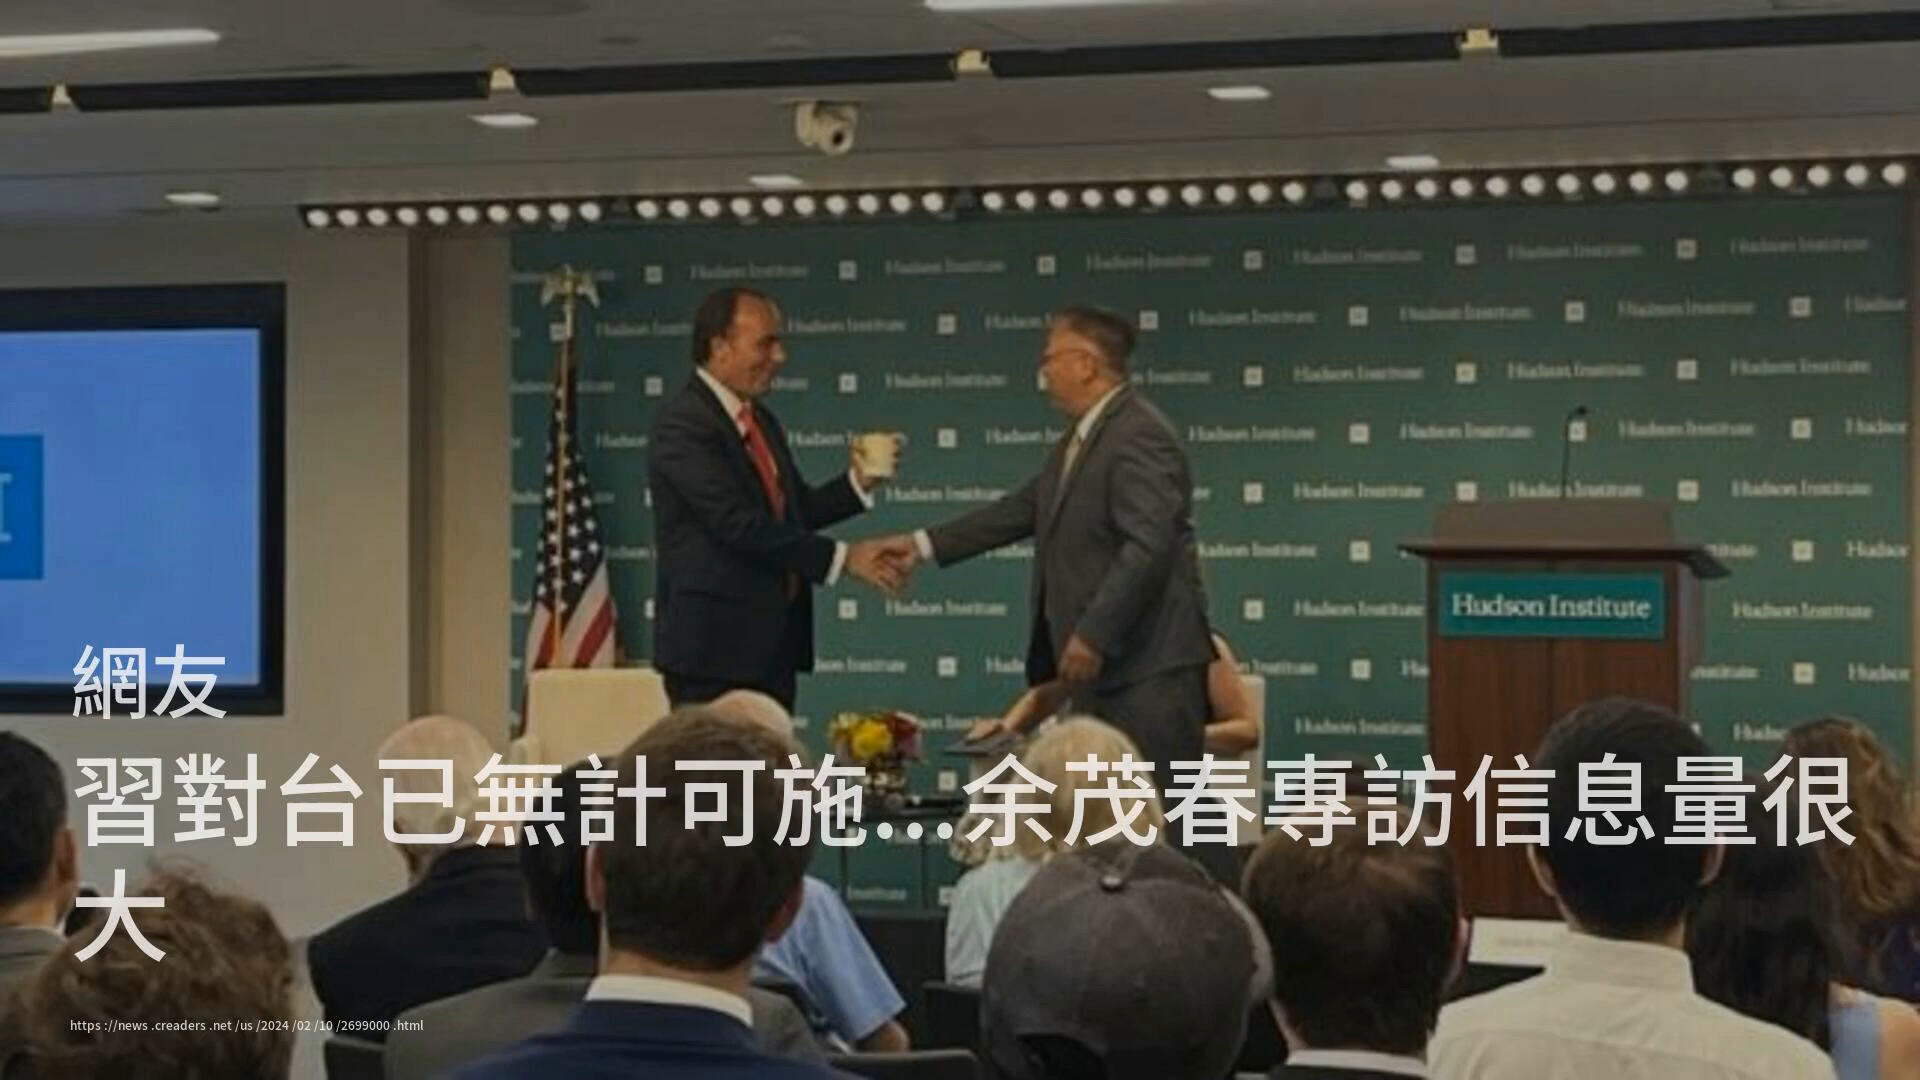 Hudson Institute
網友
習對台已無計可施...余茂春專訪信息量很
大
https://news.creaders.net/us/2024/02/10/2699000.html